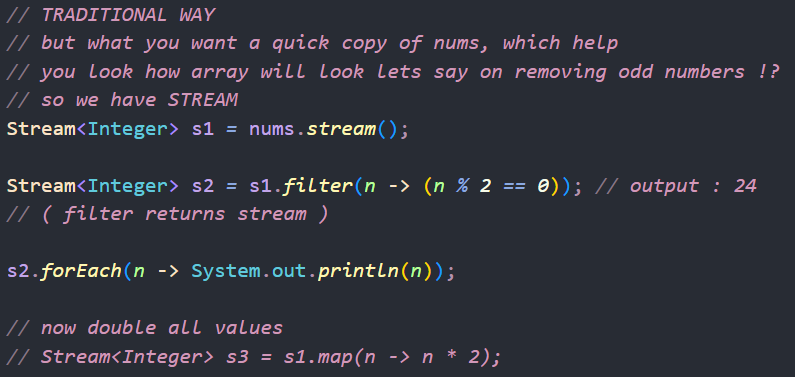 // TRADITIONAL WAY
// but what you want a quick copy of nums, which help
// you look how array will look lets say on removing odd numbers !?
// so we have STREAM
Stream<Integer> s1 = nums.stream();
Stream<Integer> s2 = s1.filter(n -> (n % 2 == 0)); // output : 24
// ( filter returns stream )
s2.forEach(n -> System.out.println(n));
// now double all values
// Stream<Integer> s3 = s1.map(n -> n * 2);